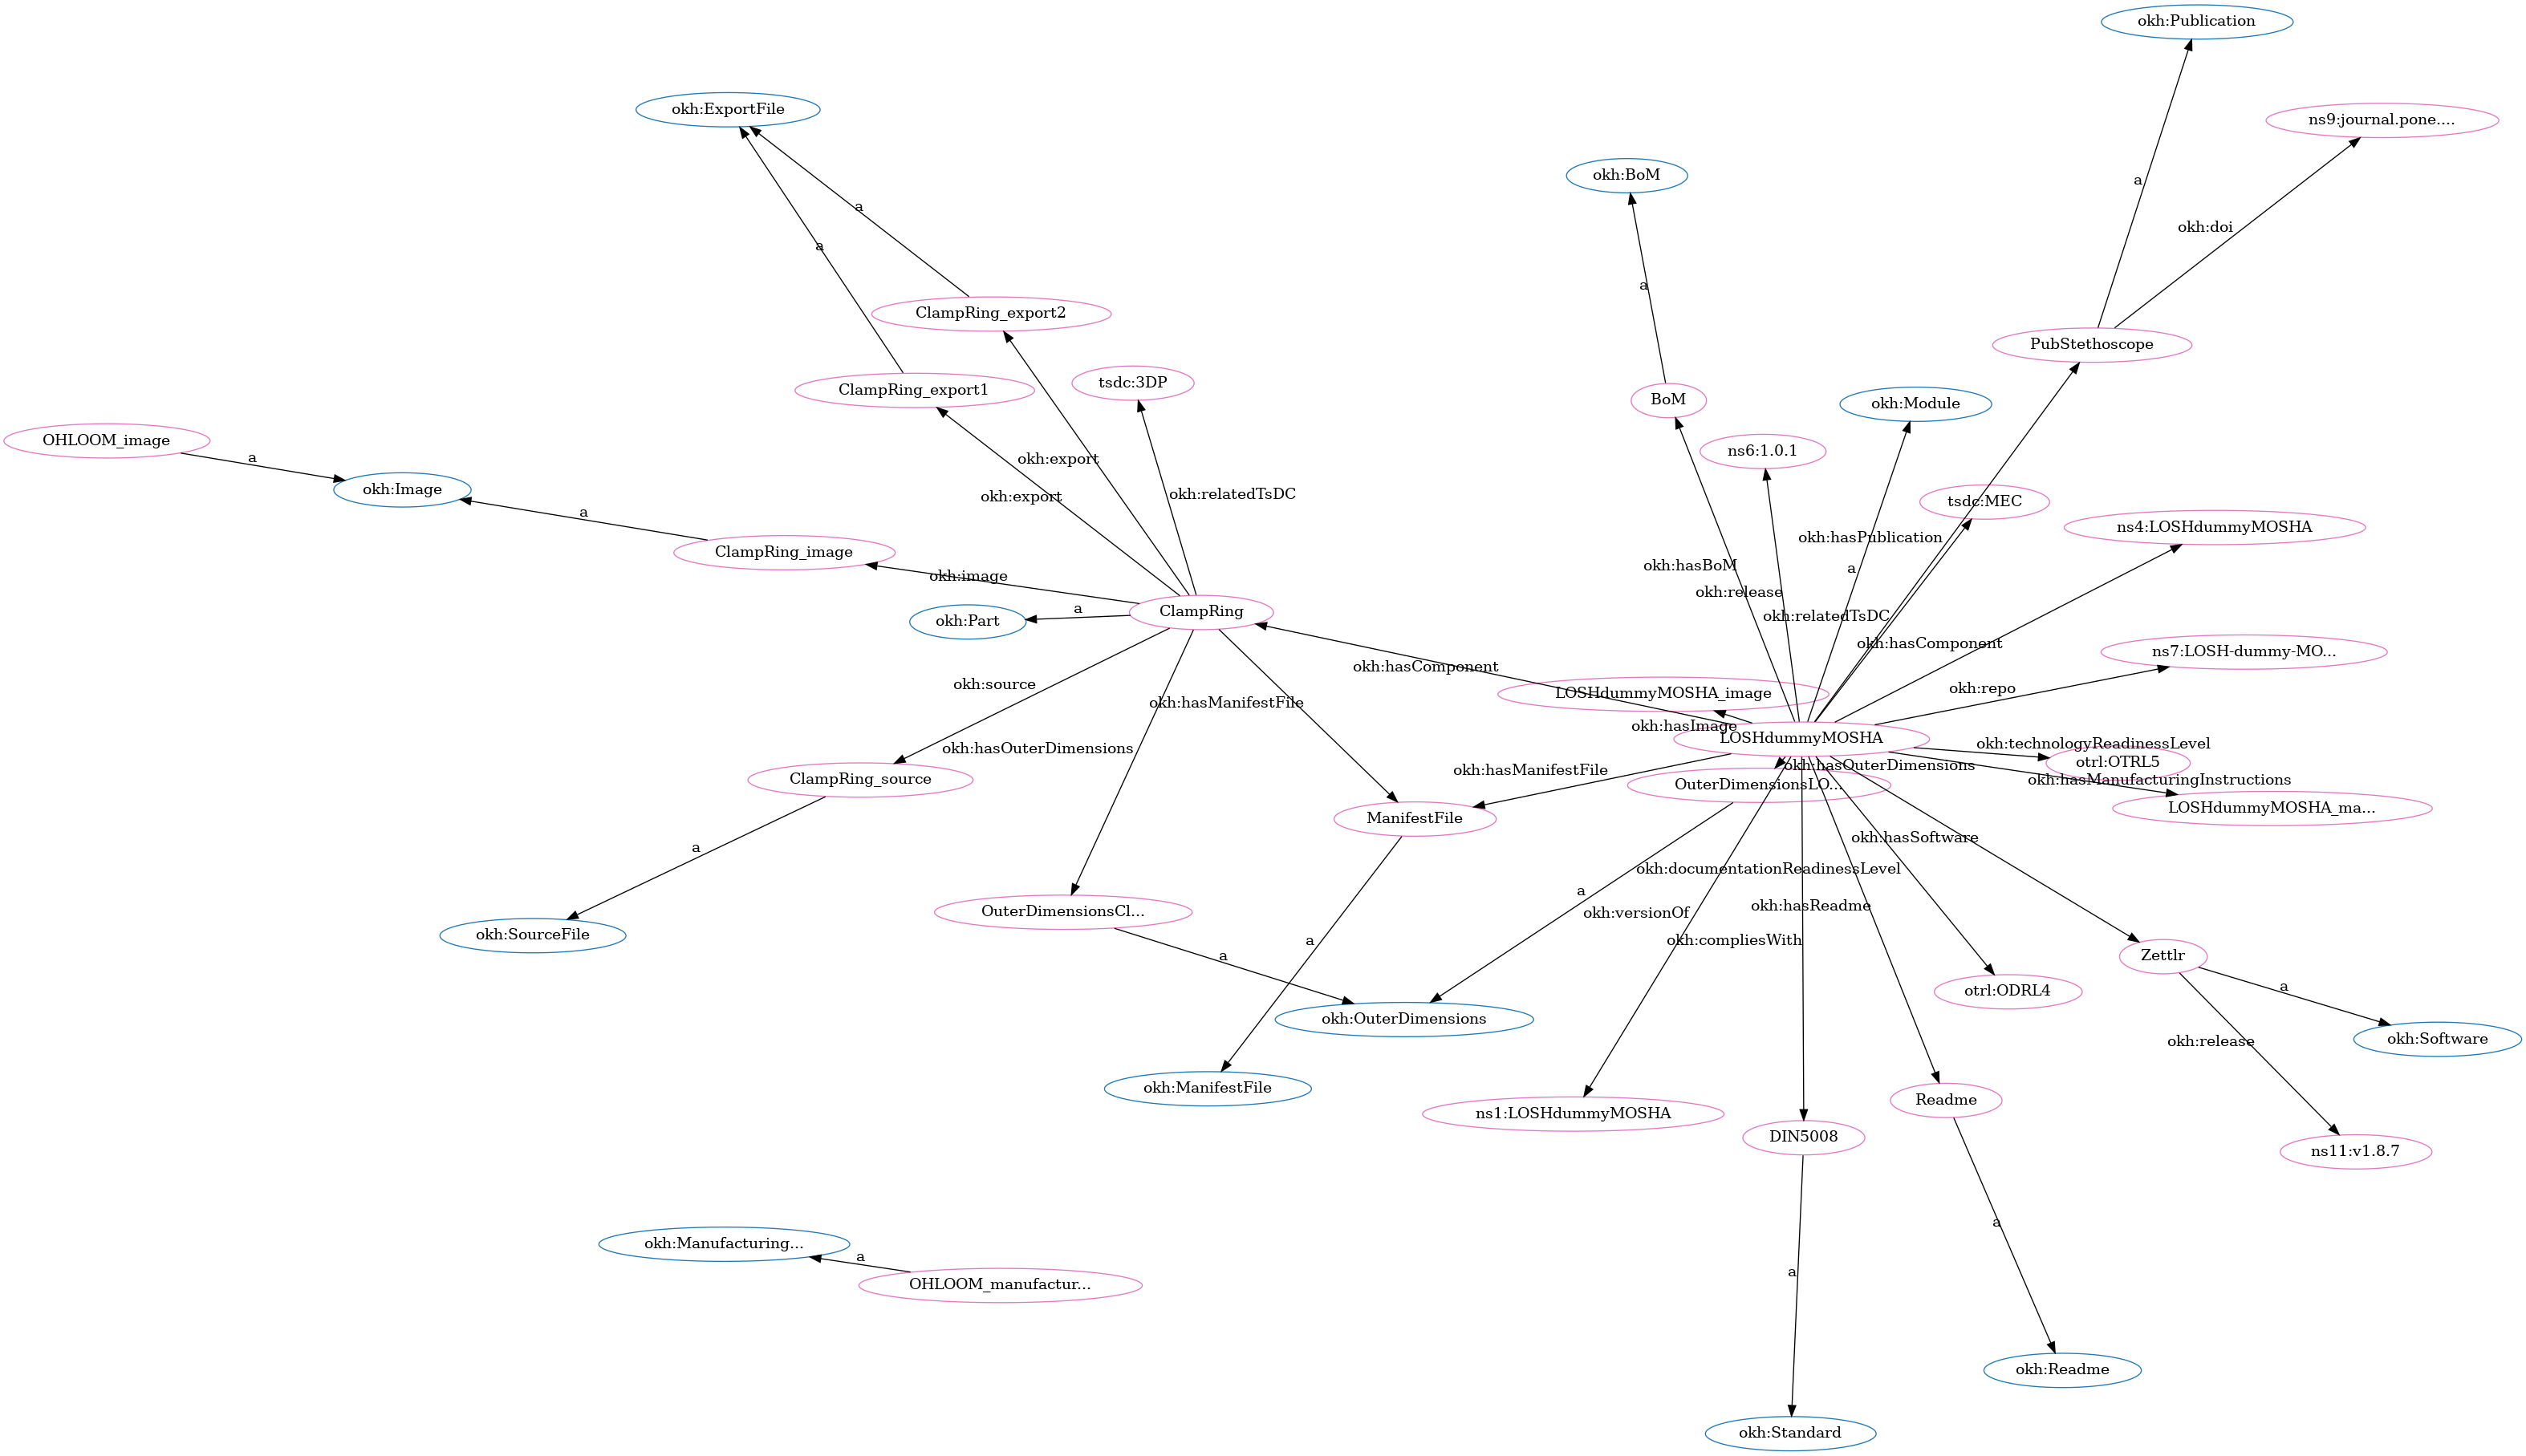 okh:Publication
okh:ExportFile
ns9:journal.pone....
okh:BoM
a
a
okh:doi
a
a
a
ClampRing_export2
PubStethoscope
ClampRing_export1
tsdc:3DP
BoM
okh:Module
OHLOOM_image
a
okh:export
ns6:1.0.1
okh:Image
okh:export
okh:relatedTsDC
tsdc:MEC
a
ns4:LOSHdummyMOSHA
okh:hasPublication
ClampRing_image
okh:image
okh:hasBoM
a
okh:release
ClampRing
okh:Part
a
okh:relatedTsDC
okh:hasComponent
okh:hasComponent
ns7:LOSH-dummy-MO...
okh:source
LOSHdummyMOSHA_image
okh:repo
okh:hasManifestFile
okh:hasImage
LOSHdummyMOSHA
okh:technologyReadinessLevel
okh:hasOuterDimensions
okh:hasManifestFile
okh:hasOuterDimensions
otrl:OTRL5
ClampRing_source
OuterDimensionsLO...
okh:hasManufacturingInstructions
LOSHdummyMOSHA_ma...
ManifestFile
a
okh:hasSoftware
okh:documentationReadinessLevel
a
okh:hasReadme
OuterDimensionsCl...
okh:versionOf
okh:SourceFile
a
okh:compliesWith
a
Zettlr
otrl:ODRL4
a
okh:OuterDimensions
okh:Software
okh:release
okh:ManifestFile
Readme
ns1:LOSHdummyMOSHA
DIN5008
ns11:v1.8.7
a
okh:Manufacturing...
a
OHLOOM_manufactur...
a
okh:Readme
okh:Standard